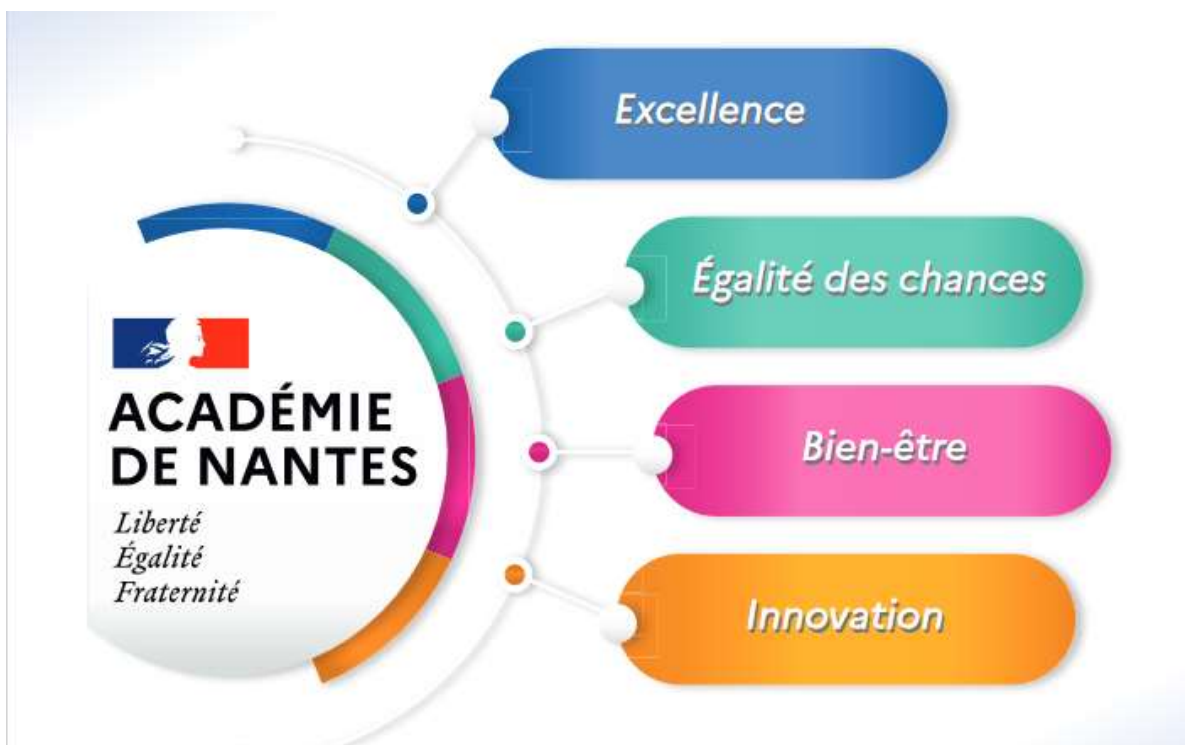 Excellence
Égalité des chances
ACADÉMIE
DE NANTES
Liberté
Égalité
Fraternité
Bien-être
Innovation